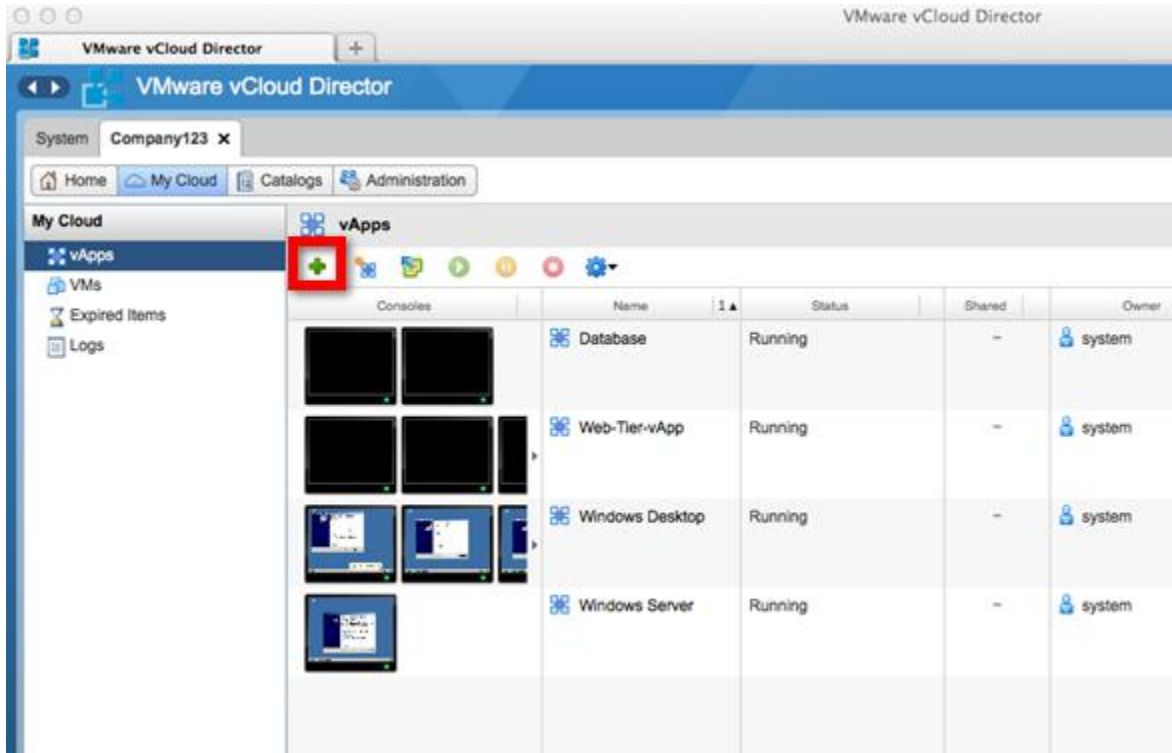 VMware vCloud Director
VMware vCloud Director
VMware vCloud Director
System Company123
Home My Cloud Catalogs Administration
My Cloud
vApps
VMs
Expired Items
Logs
vApps
Consoles Name 1 Status Shared Owner
Database Running - system
Web-Tier-vApp Running - system
Windows Desktop Running - system
Windows Server Running - system